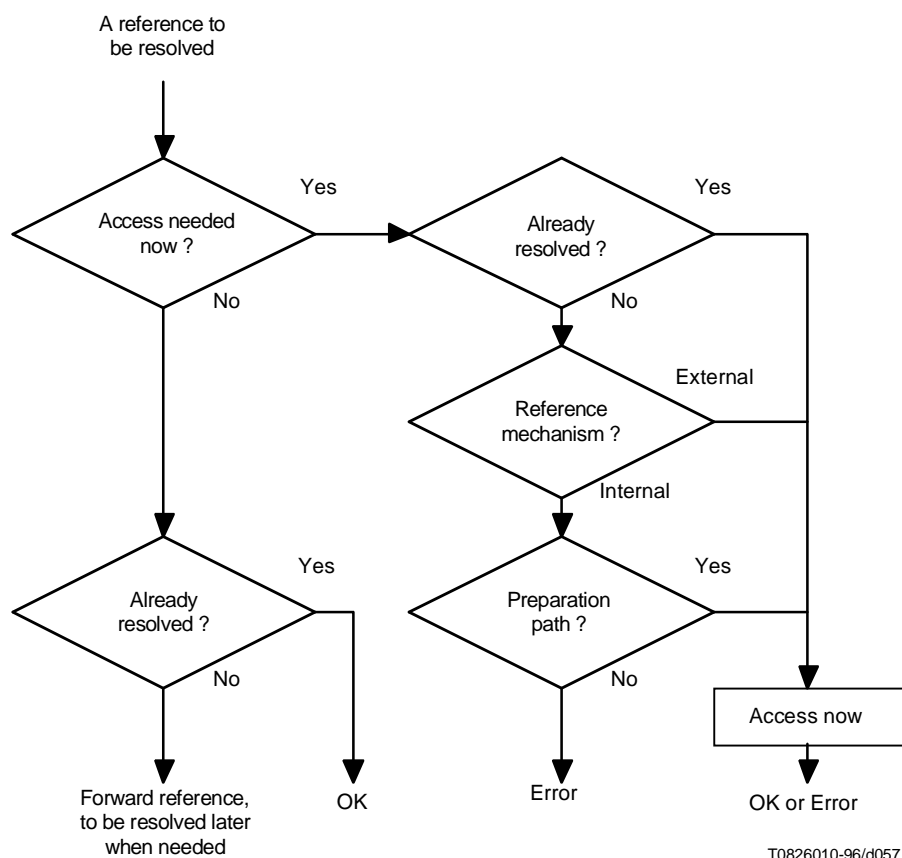 A reference to
be resolved
Yes
Yes
Access needed
now ?
Already
resolved ?
No
No
External
Reference
mechanism ?
Internal
Yes
Yes
Already
resolved ?
Preparation
path ?
No
No
Access now
Forward reference,
to be resolved later
when needed
OK
Error
OK or Error
T0826010-96/d057